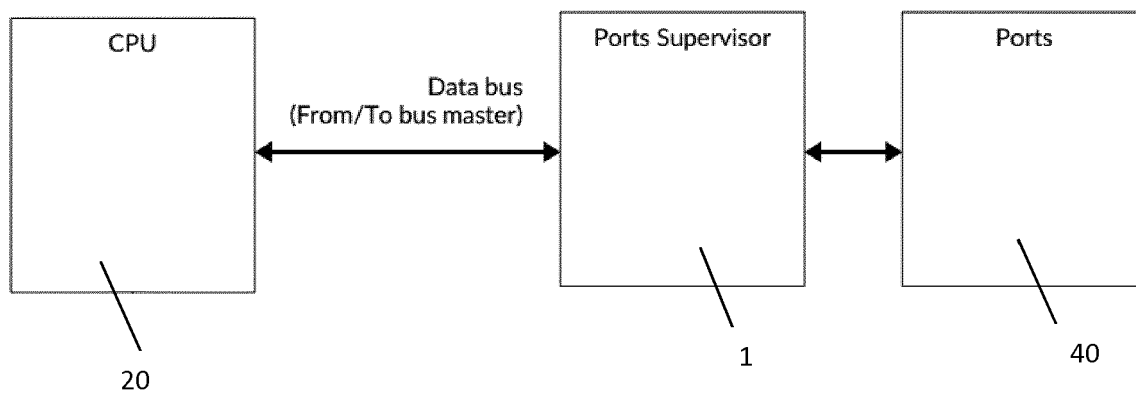 CPU
Ports Supervisor
Ports
Data bus
(From/To bus master)
20
1
40